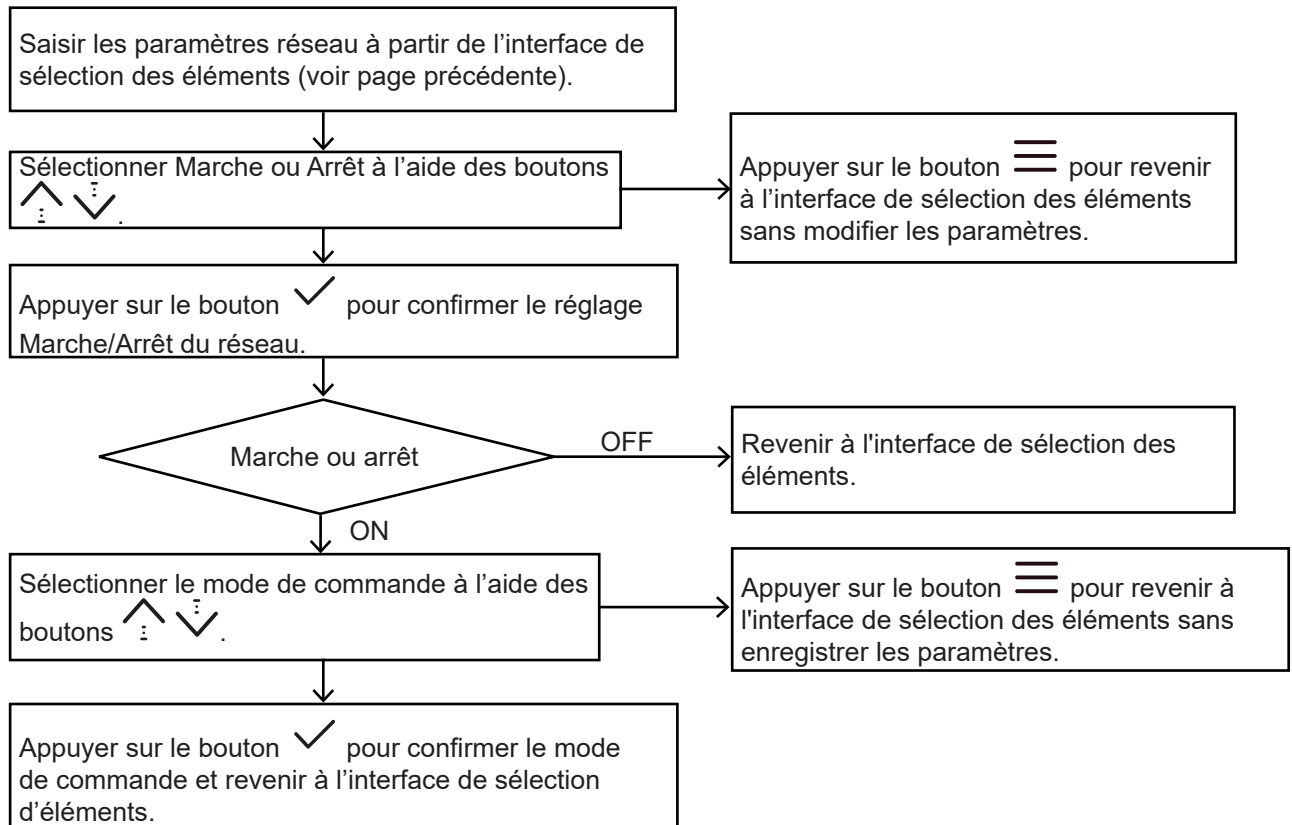 Saisir les paramètres réseau à partir de l’interface de
sélection des éléments (voir page précédente).
Sélectionner Marche ou Arrêt à l’aide des boutons
.
Appuyer sur le bouton pour revenir
à l’interface de sélection des éléments
sans modifier les paramètres.
Appuyer sur le bouton pour confirmer le réglage
Marche/Arrêt du réseau.
Marche ou arrêt
OFF
Revenir à l'interface de sélection des
éléments.
ON
Sélectionner le mode de commande à l’aide des
boutons .
Appuyer sur le bouton pour revenir à
l'interface de sélection des éléments sans
enregistrer les paramètres.
Appuyer sur le bouton pour confirmer le mode
de commande et revenir à l’interface de sélection
d’éléments.